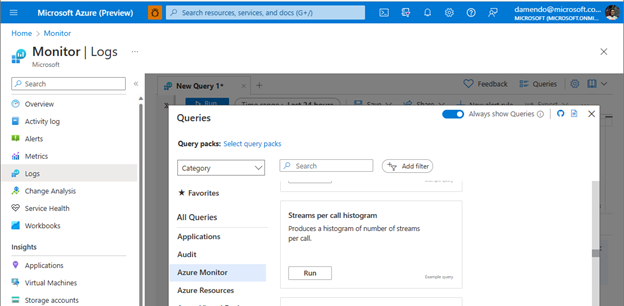 Microsoft Azure (Preview)
Search resources, services, and docs (G+/)
damendo@microsoft.co...
MICROSOFT (MICROSOFT.ONMI...
Home > Monitor
Monitor | Logs ...
Microsoft
Search
«
Overview
Activity log
Alerts
Metrics
Logs
Change Analysis
Service Health
Workbooks
Insights
Applications
Virtual Machines
Storage accounts
New Query 1*
Feedback
Queries
Run
Time range : Last 24 hours
Save
Share
New alert rule
Export
Queries
Always show Queries
Query packs: Select query packs
Category
Search
Add filter
Favorites
All Queries
Applications
Audit
Azure Monitor
Azure Resources
Example query
Streams per call histogram
Produces a histogram of number of streams
per call.
Run
Example query